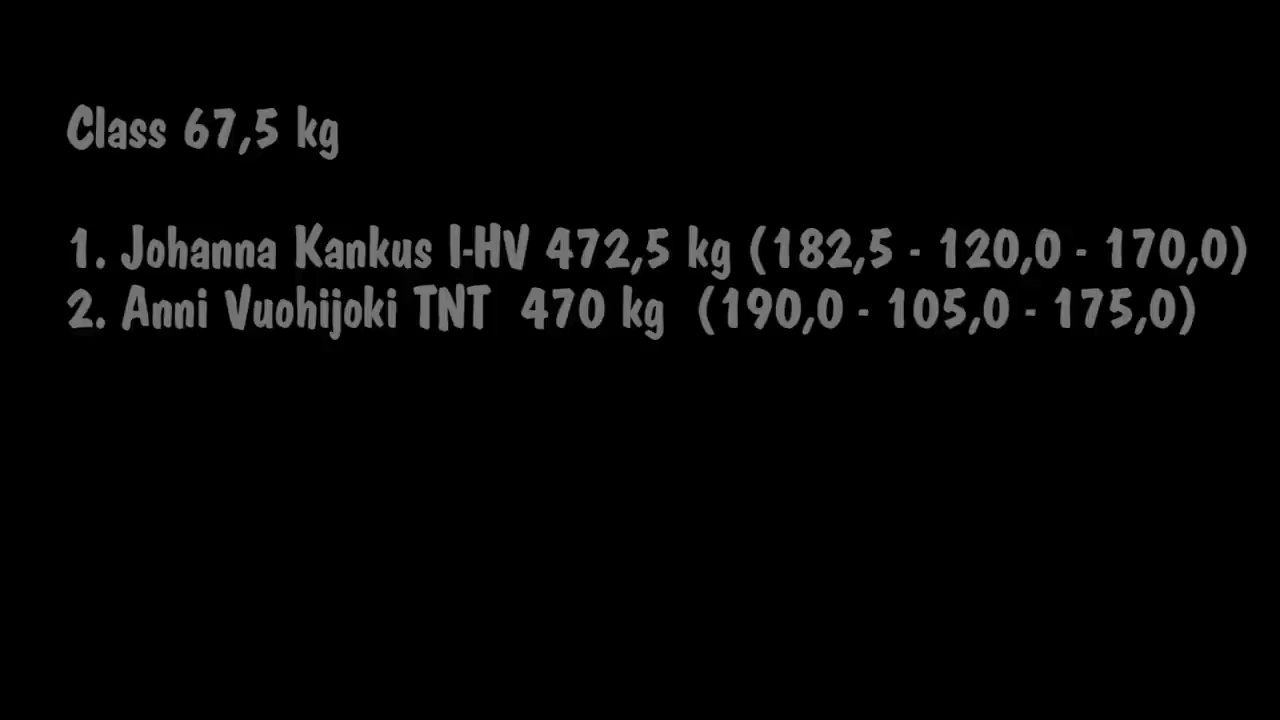 Class 67,5 kg
1. Johanna Kankus I-HV 472,5 kg (182,5 - 120,0 - 170,0)
2. Anni Vuohijoki TNT 470 kg (190,0 - 105,0 - 175,0)